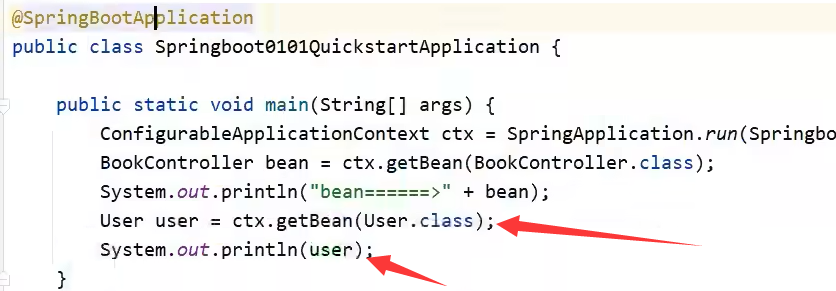 @SpringBootApplication
public class Springboot0101QuickstartApplication {
public static void main(String[] args) {
ConfigurableApplicationContext ctx = SpringApplication.run(Springbo
BookController bean = ctx.getBean(BookController.class);
System.out.println("bean======>" + bean);
User user = ctx.getBean(User.class);
System.out.println(user);
}